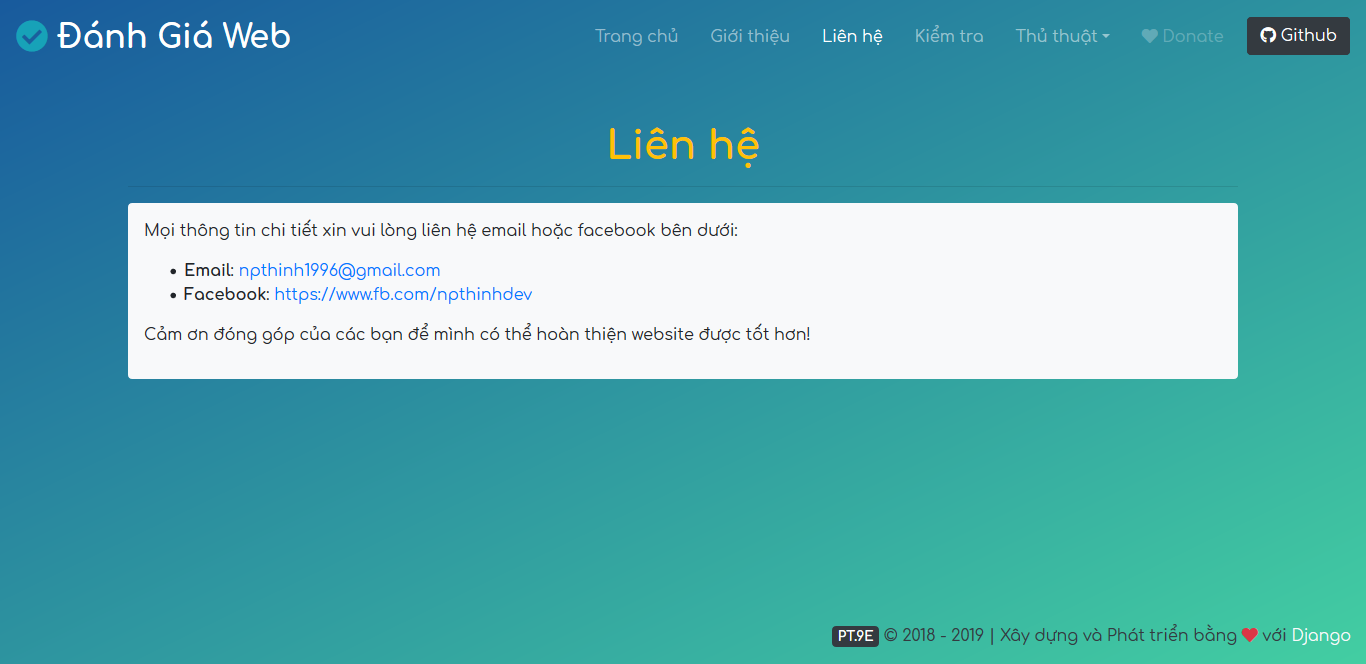 Đánh Giá Web
Trang chủ Giới thiệu Liên hệ Kiểm tra Thủ thuật Donate Github
Liên hệ
Mọi thông tin chi tiết xin vui lòng liên hệ email hoặc facebook bên dưới:
• Email: npthinh1996@gmail.com
• Facebook: https://www.fb.com/npthinhdev
Cảm ơn đóng góp của các bạn để mình có thể hoàn thiện website được tốt hơn!
PT.9E © 2018 - 2019 | Xây dựng và Phát triển bằng ❤ với Django